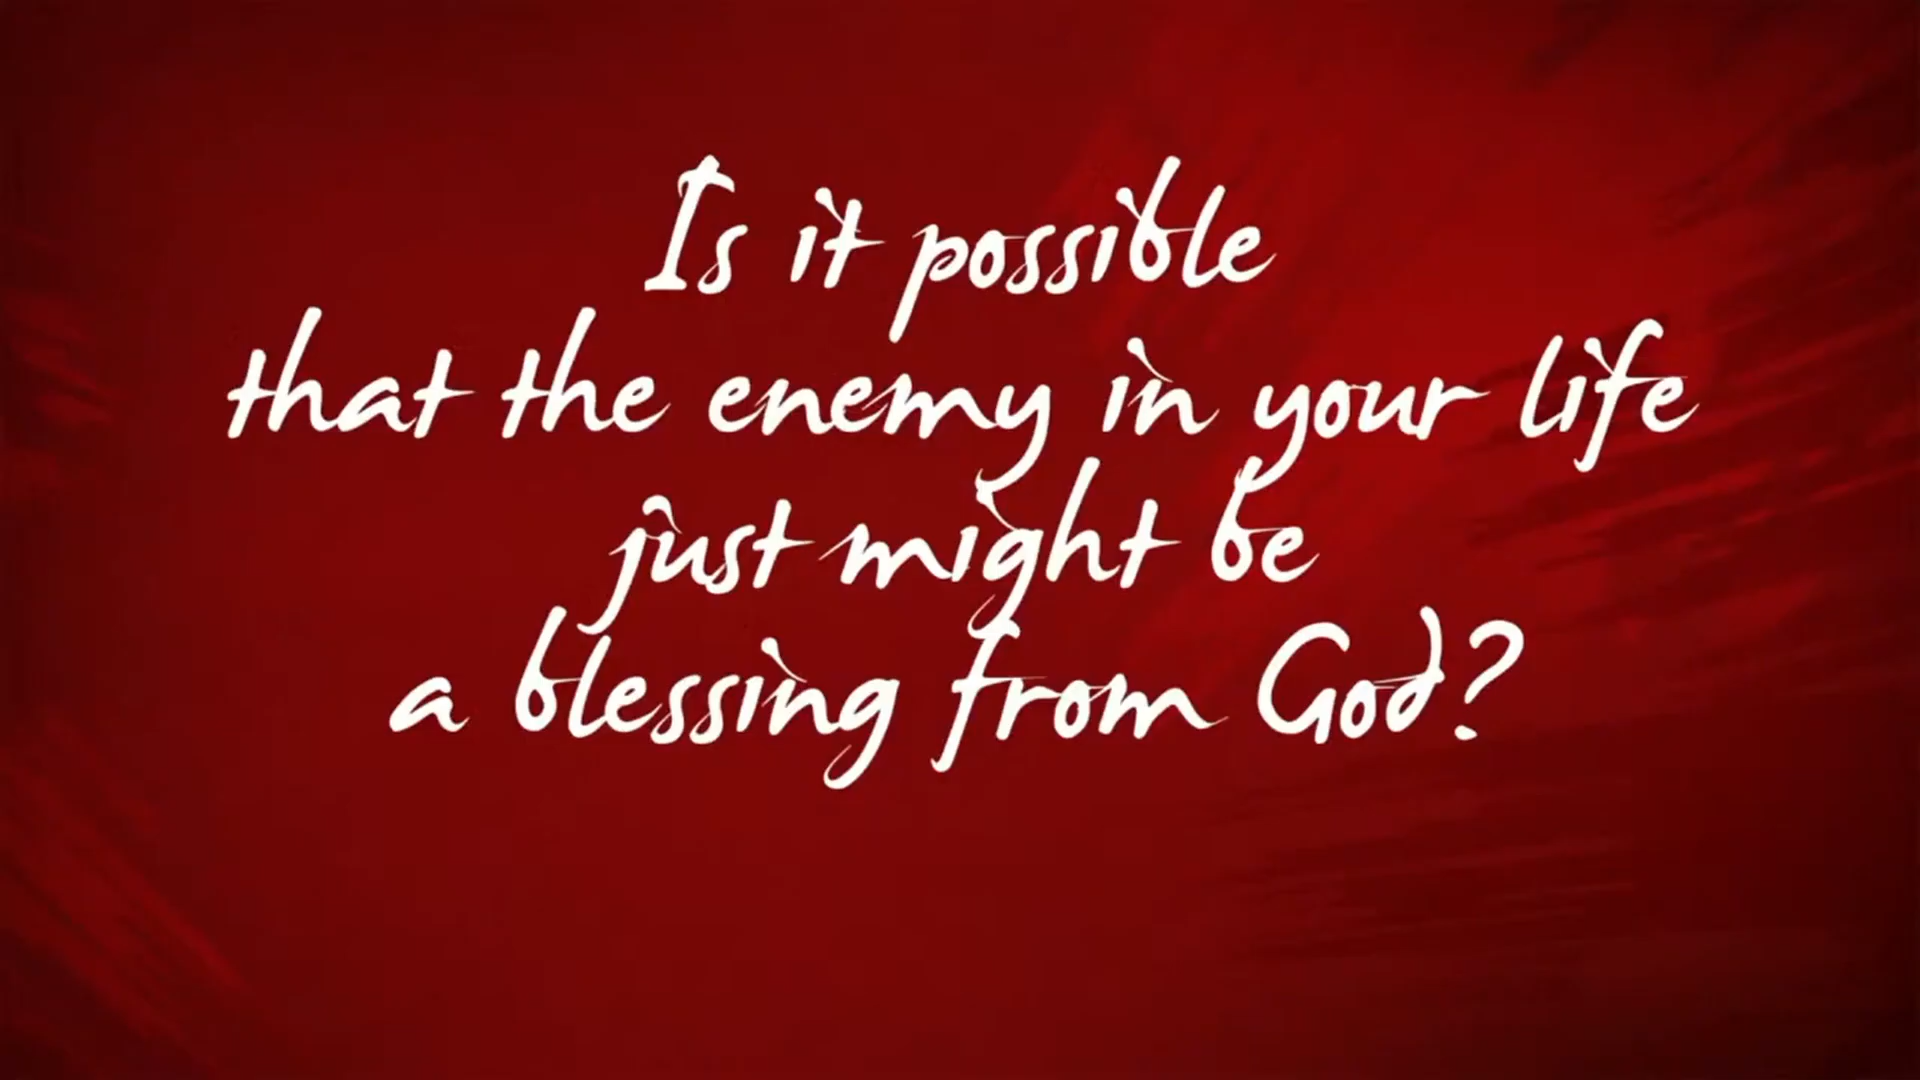 Is it possible
that the enemy in your life
just might be
a blessing from God?